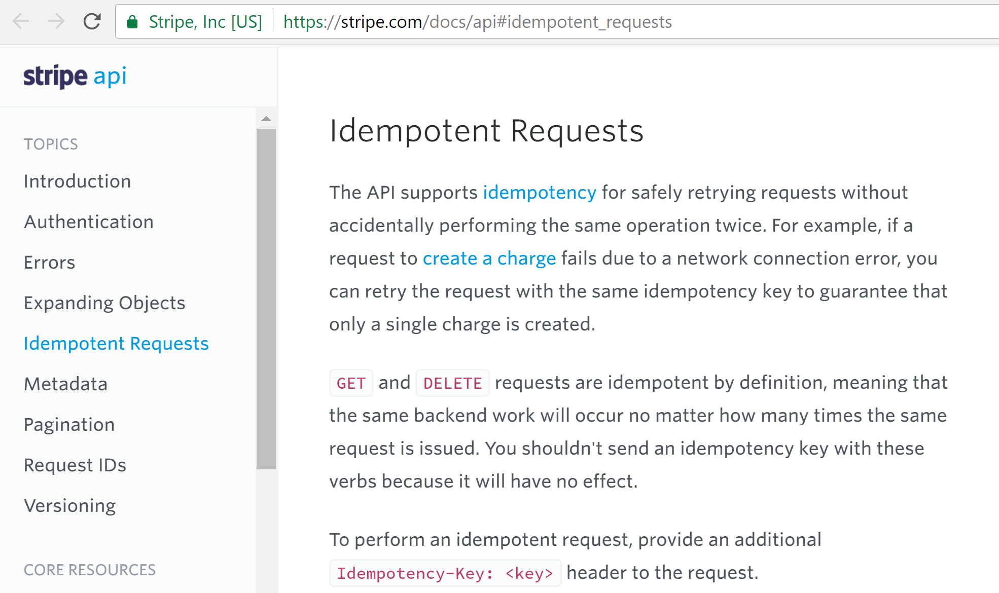 Stripe, Inc [US] https://stripe.com/docs/api#idempotent_requests
stripe api
TOPICS
Introduction
Authentication
Errors
Expanding Objects
Idempotent Requests
Metadata
Pagination
Request IDs
Versioning
CORE RESOURCES
Idempotent Requests
The API supports idempotency for safely retrying requests without
accidentally performing the same operation twice. For example, if a
request to create a charge fails due to a network connection error, you
can retry the request with the same idempotency key to guarantee that
only a single charge is created.
GET and DELETE requests are idempotent by definition, meaning that
the same backend work will occur no matter how many times the same
request is issued. You shouldn't send an idempotency key with these
verbs because it will have no effect.
To perform an idempotent request, provide an additional
Idempotency-Key: <key> header to the request.